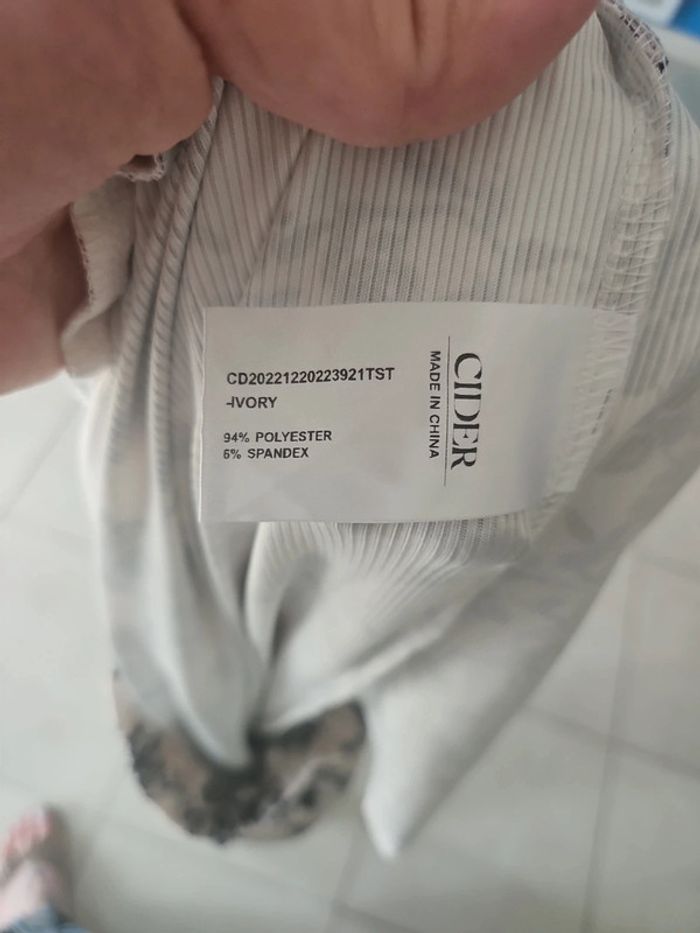 CD20221220223921TST
-IVORY
94% POLYESTER
6% SPANDEX
CIDER
MADE IN CHINA